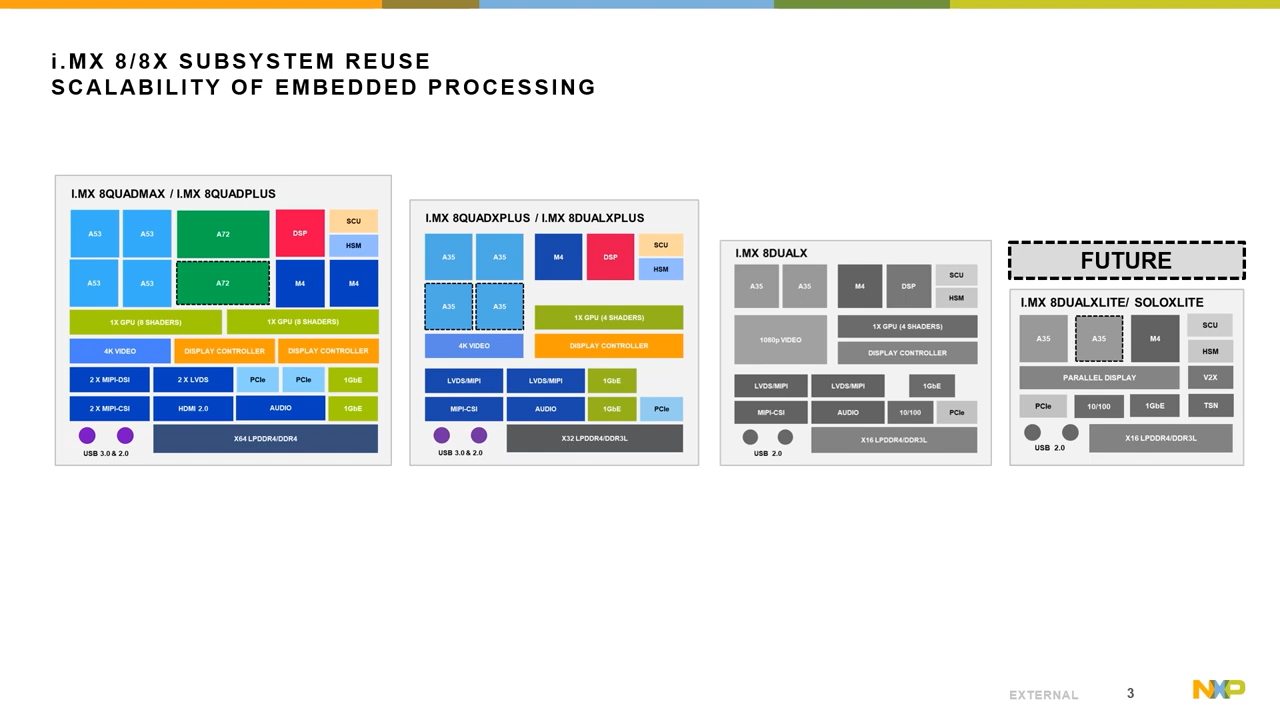 i.MX 8/8X SUBSYSTEM REUSE
SCALABILITY OF EMBEDDED PROCESSING
I.MX 8QUADMAX / I.MX 8QUADPLUS
A53 A53 A72 DSP SCU
HSM
A53 A53 A72 M4 M4
1X GPU (8 SHADERS) 1X GPU (8 SHADERS)
4K VIDEO DISPLAY CONTROLLER DISPLAY CONTROLLER
2 X MIPI-DSI 2 X LVDS PCIe PCIe 1GbE
2 X MIPI-CSI HDMI 2.0 AUDIO 1GbE
X64 LPDDR4/DDR4
USB 3.0 & 2.0
I.MX 8QUADXPLUS / I.MX 8DUALXPLUS
A35 A35 M4 DSP SCU
HSM
A35 A35
1X GPU (4 SHADERS)
4K VIDEO DISPLAY CONTROLLER
LVDS/MIPI LVDS/MIPI 1GbE
MIPI-CSI AUDIO 1GbE PCIe
X32 LPDDR4/DDR3L
USB 3.0 & 2.0
I.MX 8DUALX
A35 A35 M4 DSP SCU
HSM
1080p VIDEO 1X GPU (4 SHADERS)
DISPLAY CONTROLLER
LVDS/MIPI LVDS/MIPI 1GbE
MIPI-CSI AUDIO 10/100 PCIe
X16 LPDDR4/DDR3L
USB 2.0
FUTURE
I.MX 8DUALXLITE/ SOLOXLITE
A35 A35 M4 SCU
HSM
PARALLEL DISPLAY V2X
PCIe 10/100 1GbE TSN
X16 LPDDR4/DDR3L
USB 2.0
EXTERNAL 3 NXP